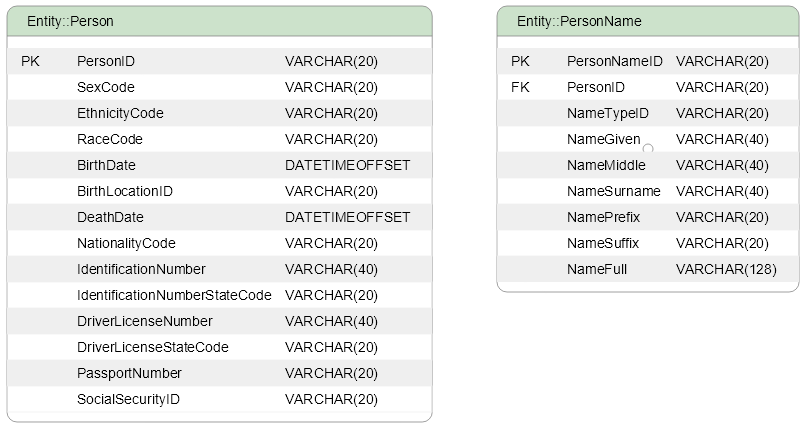 Entity::Person
PK PersonID VARCHAR(20)
SexCode VARCHAR(20)
EthnicityCode VARCHAR(20)
RaceCode VARCHAR(20)
BirthDate DATETIMEOFFSET
BirthLocationID VARCHAR(20)
DeathDate DATETIMEOFFSET
NationalityCode VARCHAR(20)
IdentificationNumber VARCHAR(40)
IdentificationNumberStateCode VARCHAR(20)
DriverLicenseNumber VARCHAR(40)
DriverLicenseStateCode VARCHAR(20)
PassportNumber VARCHAR(20)
SocialSecurityID VARCHAR(20)
Entity::PersonName
PK PersonNameID VARCHAR(20)
FK PersonID VARCHAR(20)
NameTypeID VARCHAR(20)
NameGiven VARCHAR(40)
NameMiddle VARCHAR(40)
NameSurname VARCHAR(40)
NamePrefix VARCHAR(20)
NameSuffix VARCHAR(20)
NameFull VARCHAR(128)